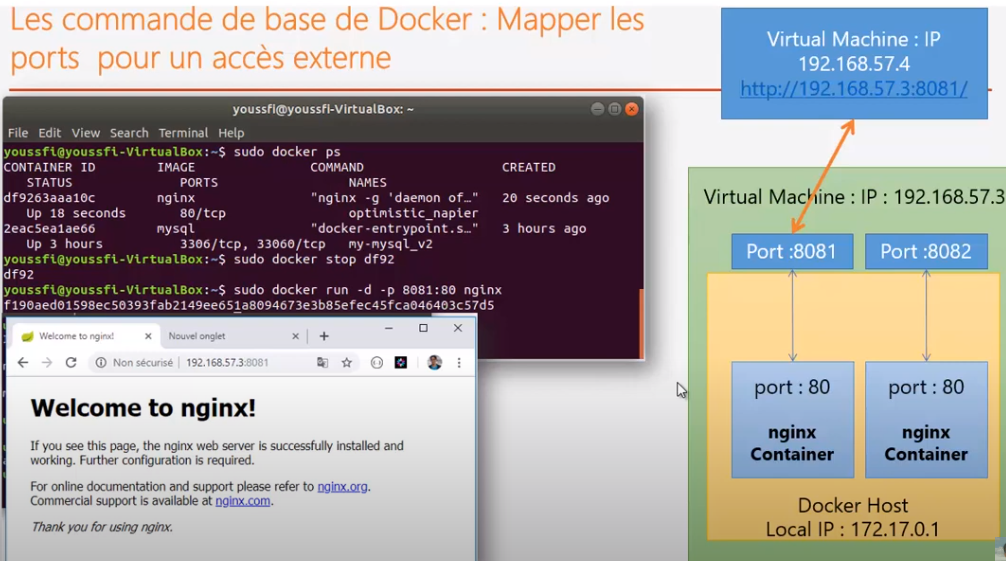 Les commande de base de Docker : Mapper les
ports pour un accès externe
Virtual Machine : IP
192.168.57.4
http://192.168.57.3:8081/
youssfi@youssfi-VirtualBox: ~
File Edit View Search Terminal Help
youssfi@youssfi-VirtualBox:~$ sudo docker ps
CONTAINER ID IMAGE COMMAND CREATED
STATUS PORTS NAMES
df9263aaa10c nginx "nginx -g 'daemon of…" 20 seconds ago
Up 18 seconds 80/tcp optimistic_napier
2eac5ea1ae66 mysql "docker-entrypoint.s…" 3 hours ago
Up 3 hours 3306/tcp, 33060/tcp my-mysql_v2
youssfi@youssfi-VirtualBox:~$ sudo docker stop df92
df92
youssfi@youssfi-VirtualBox:~$ sudo docker run -d -p 8081:80 nginx
f190aed01598ec50393fab2149ee651a8094673e3b85efec45fca046403c57d5
Welcome to nginx!
Nouvel onglet
Non sécurisé 192.168.57.3:8081
Welcome to nginx!
If you see this page, the nginx web server is successfully installed and
working. Further configuration is required.
For online documentation and support please refer to nginx.org.
Commercial support is available at nginx.com.
Thank you for using nginx.
Virtual Machine : IP : 192.168.57.3
Port :8081
Port :8082
port : 80
nginx
Container
port : 80
nginx
Container
Docker Host
Local IP : 172.17.0.1